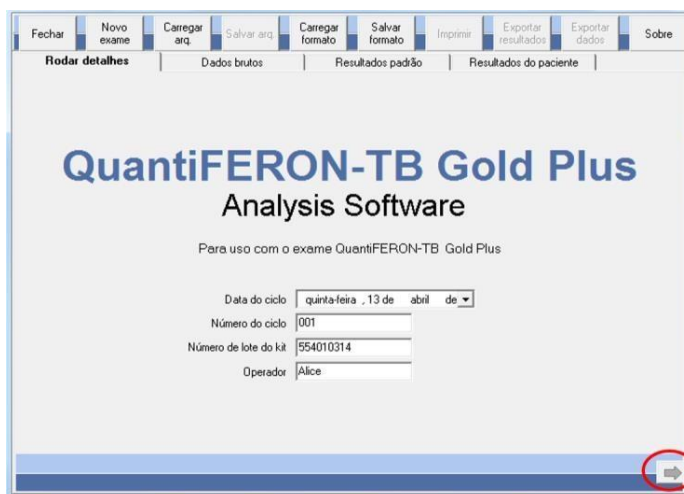 Fechar
Novo exame
Carregar arq.
Salvar arq.
Carregar formato
Salvar formato
Imprimir
Exportar resultados
Exportar dados
Sobre
Rodar detalhes
Dados brutos
Resultados padrão
Resultados do paciente
QuantiFERON-TB Gold Plus
Analysis Software
Para uso com o exame QuantiFERON-TB Gold Plus
Data do ciclo quinta-feira , 13 de abril de
Número do ciclo 001
Número de lote do kit 554010314
Operador Alice